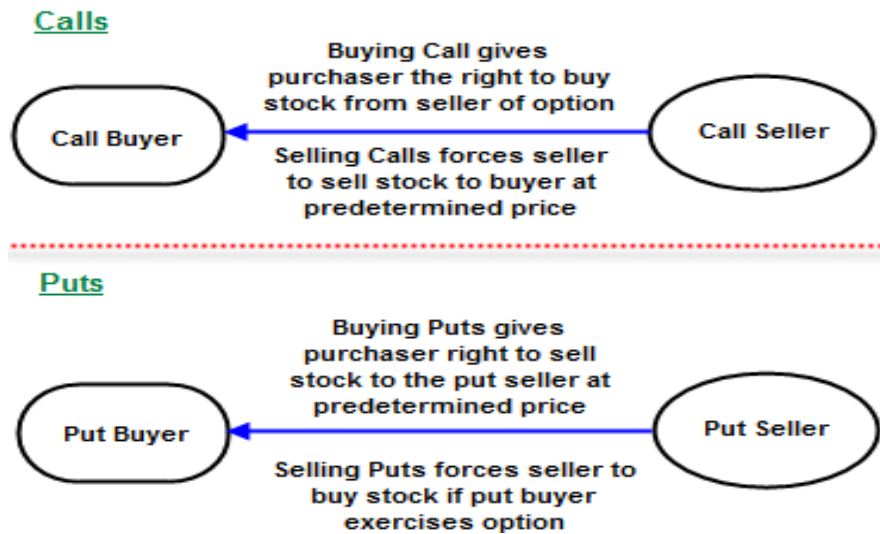 Calls
Buying Call gives
purchaser the right to buy
stock from seller of option
Call Buyer
Call Seller
Selling Calls forces seller
to sell stock to buyer at
predetermined price
Puts
Buying Puts gives
purchaser right to sell
stock to the put seller at
predetermined price
Put Buyer
Put Seller
Selling Puts forces seller to
buy stock if put buyer
exercises option